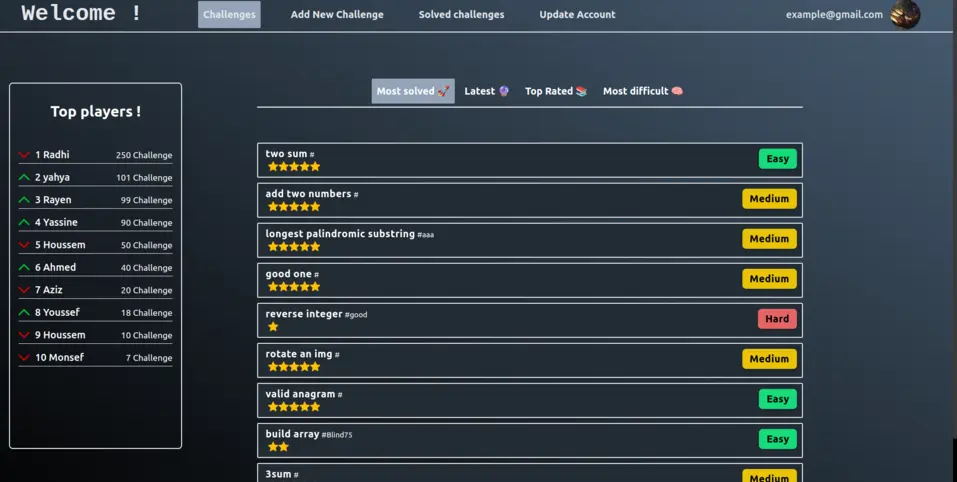 Welcome !
Challenges
Add New Challenge
Solved challenges
Update Account
example@gmail.com
Top players !
1 Radhi 250 Challenge
2 yahya 101 Challenge
3 Rayen 99 Challenge
4 Yassine 90 Challenge
5 Houssem 50 Challenge
6 Ahmed 40 Challenge
7 Aziz 20 Challenge
8 Youssef 18 Challenge
9 Houssem 10 Challenge
10 Monsef 7 Challenge
Most solved 🚀
Latest 🔮
Top Rated 📚
Most difficult 🧠
two sum #
Easy
add two numbers #
Medium
longest palindromic substring #aaa
Medium
good one #
Medium
reverse integer #good
Hard
rotate an img #
Medium
valid anagram #
Easy
build array #Blind75
Easy
3sum #
Medium